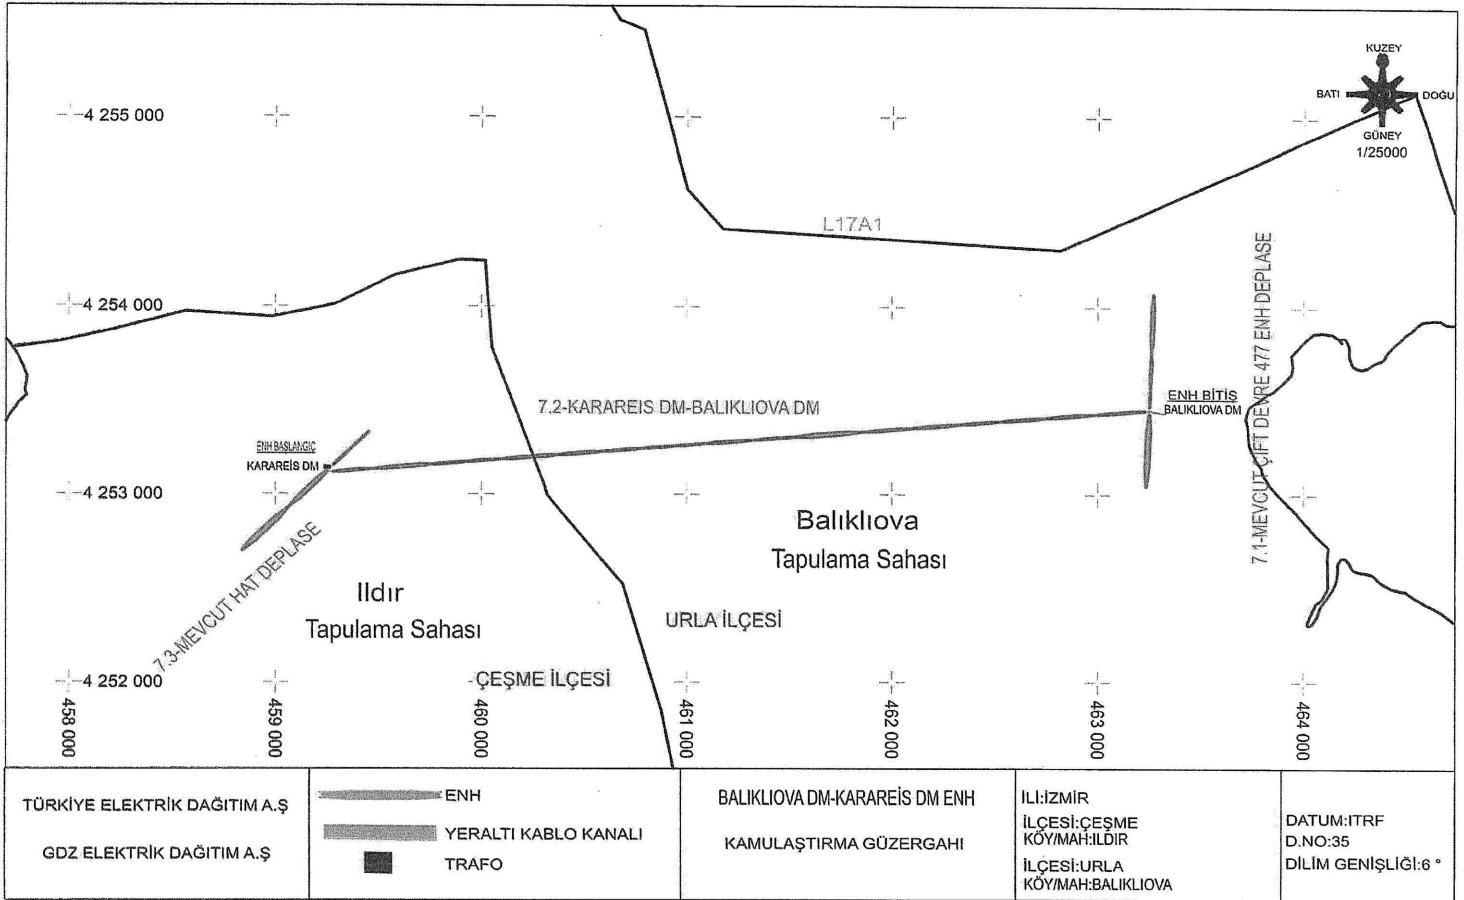 KUZEY
BATI
DOĞU
GÜNEY
1/25000
4 255 000
L17A1
4 254 000
7.1-MEVCUT ÇİFT DEVRE 477 ENH DEPLASE
7.2-KARAREIS DM-BALIKLIOVA DM
ENH BİTİŞ
BALIKLIOVA DM
ENH BAŞLANGIÇ
KARAREİS DM
4 253 000
7.3-MEVCUT HAT DEPLASE
Balıklıova
Tapulama Sahası
Ildır
Tapulama Sahası
URLA İLÇESİ
ÇEŞME İLÇESİ
4 252 000
458 000
459 000
460 000
461 000
462 000
463 000
464 000
TÜRKİYE ELEKTRİK DAĞITIM A.Ş
GDZ ELEKTRİK DAĞITIM A.Ş
ENH
YERALTI KABLO KANALI
TRAFO
BALIKLIOVA DM-KARAREİS DM ENH
KAMULAŞTIRMA GÜZERGAHI
İLİ:İZMİR
İLÇESİ:ÇEŞME
KÖY/MAH:ILDIR
İLÇESİ:URLA
KÖY/MAH:BALIKLIOVA
DATUM:ITRF
D.NO:35
DİLİM GENİŞLİĞİ:6 °